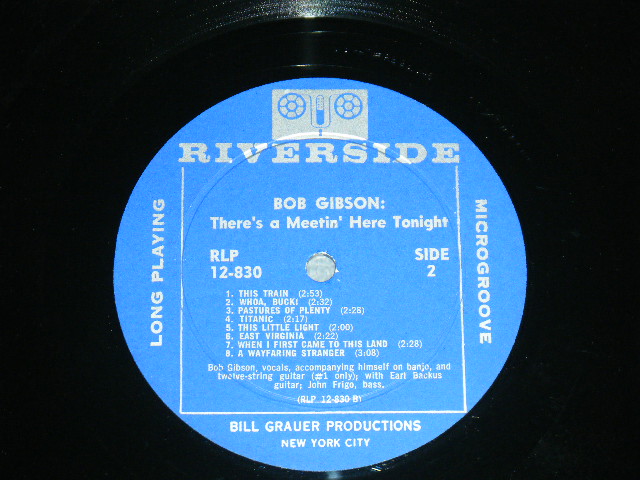 RIVERSIDE
BOB GIBSON:
There's a Meetin' Here Tonight
RLP
12-830
SIDE
2
1. THIS TRAIN (2:53)
2. WHOA, BUCK! (2:32)
3. PASTURES OF PLENTY (2:28)
4. TITANIC (2:17)
5. THIS LITTLE LIGHT (2:00)
6. EAST VIRGINIA (2:22)
7. WHEN I FIRST CAME TO THIS LAND (2:28)
8. A WAYFARING STRANGER (3:08)
Bob Gibson, vocals, accompanying himself on banjo, and
twelve-string guitar (#1 only); with Earl Backus
guitar; John Frigo, bass.
(RLP 12-830 B)
LONG PLAYING
MICROGROOVE
BILL GRAUER PRODUCTIONS
NEW YORK CITY